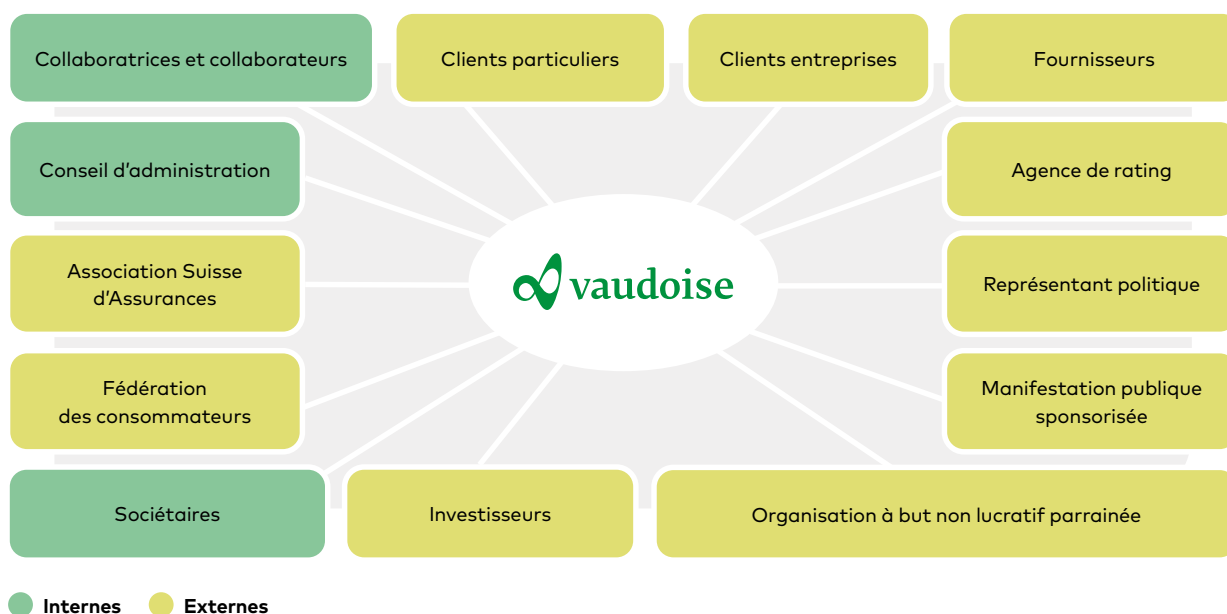 Collaboratrices et collaborateurs
Clients particuliers
Clients entreprises
Fournisseurs
Conseil d'administration
Agence de rating
Association Suisse
d'Assurances
vaudoise
Représentant politique
Fédération
des consommateurs
Manifestation publique
sponsorisée
Sociétaires
Investisseurs
Organisation à but non lucratif parrainée
Internes
Externes